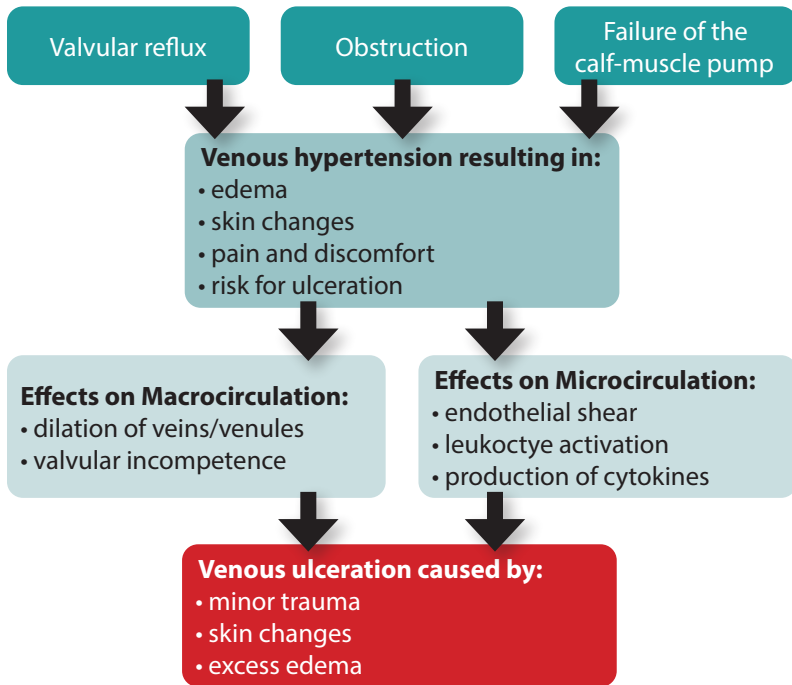 Valvular reflux
Obstruction
Failure of the
calf-muscle pump
Venous hypertension resulting in:
• edema
• skin changes
• pain and discomfort
• risk for ulceration
Effects on Macrocirculation:
• dilation of veins/venules
• valvular incompetence
Effects on Microcirculation:
• endothelial shear
• leukoctye activation
• production of cytokines
Venous ulceration caused by:
• minor trauma
• skin changes
• excess edema